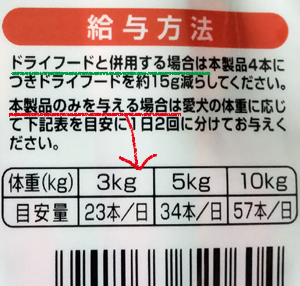 給与方法
ドライフードと併用する場合は本製品4本に
つきドライフードを約15g減らしてください。
本製品のみを与える場合は愛犬の体重に応じ
て下記表を目安に1日2回に分けてお与えく
ださい。
体重(kg) 3kg 5kg 10kg
目安量 23本/日 34本/日 57本/日